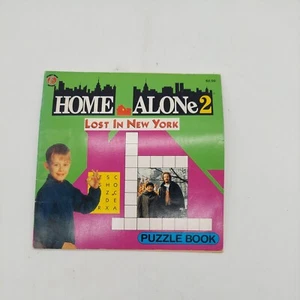 HOME ALONe 2
LOST IN NEW YORK
PUZZLE BOOK